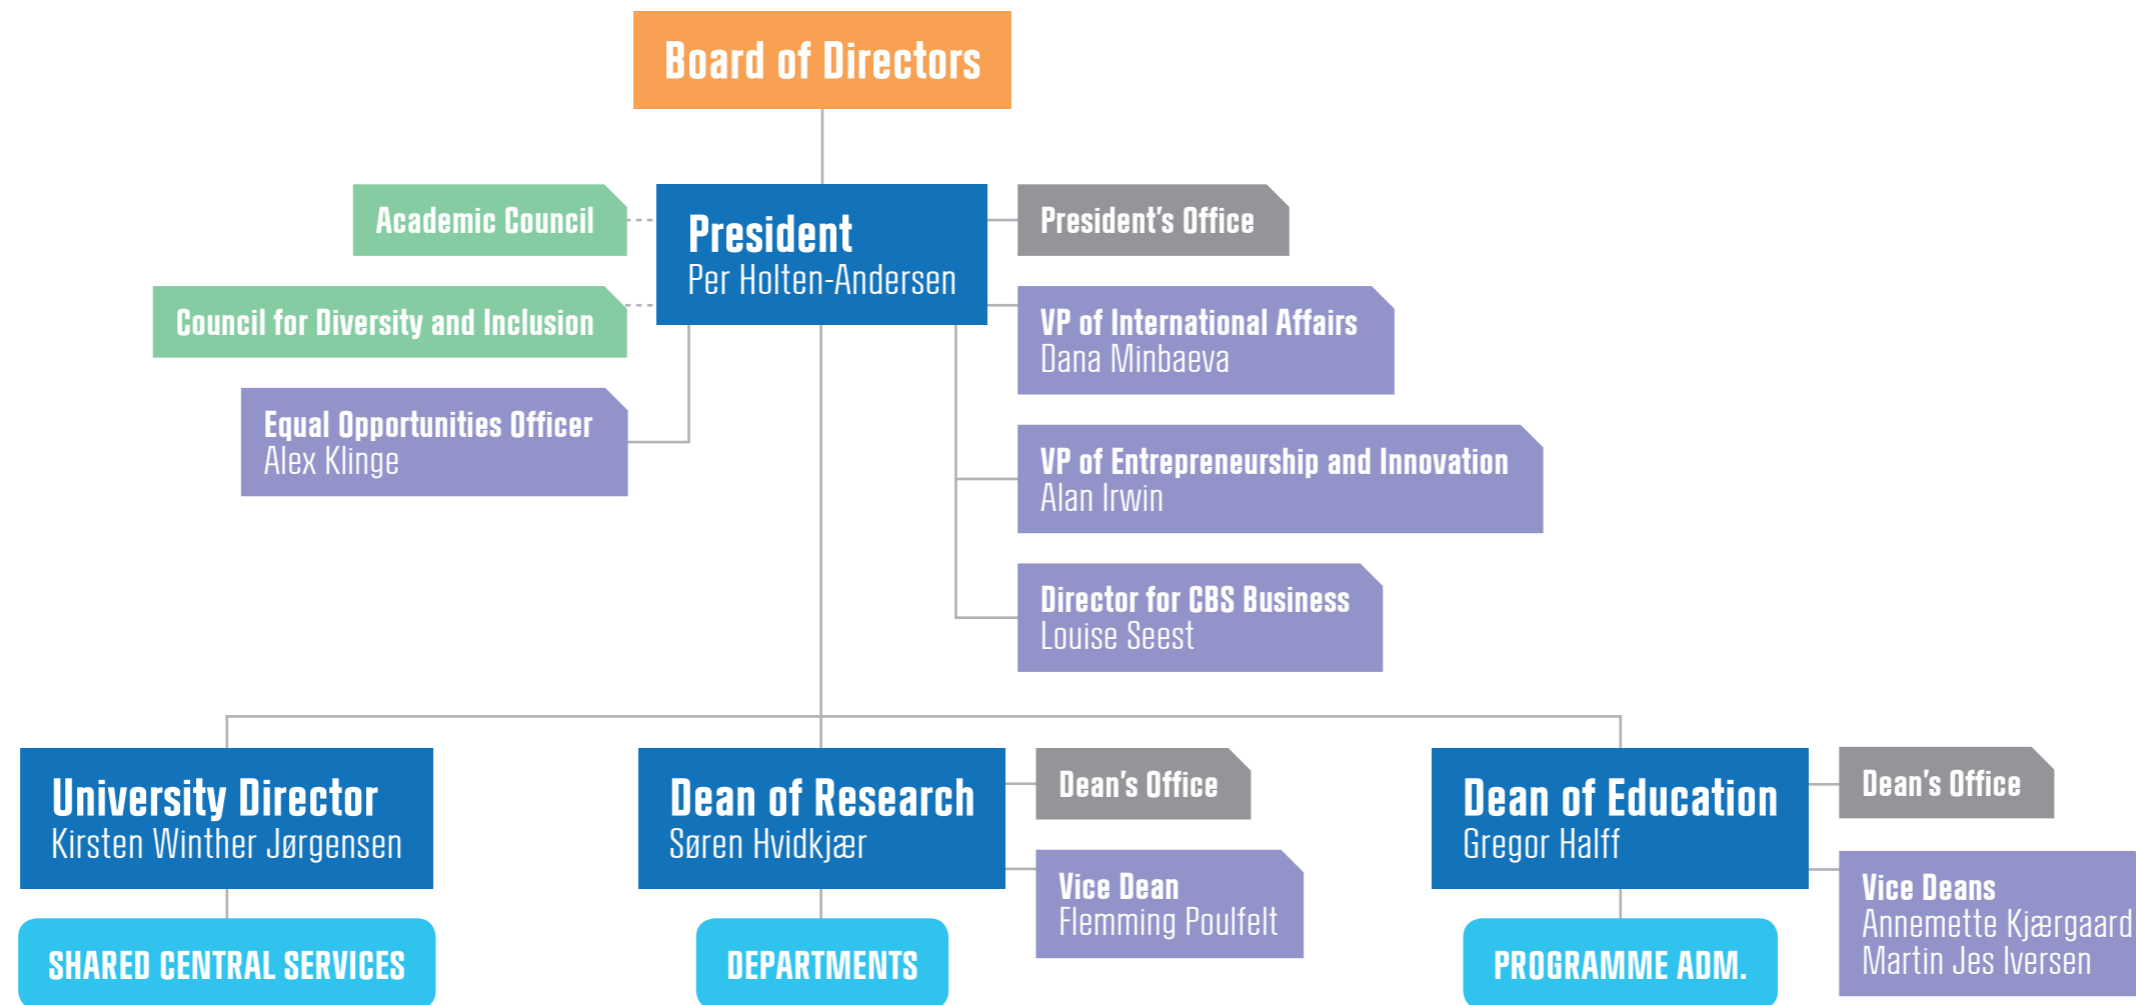 Board of Directors
Academic Council
President
Per Holten-Andersen
President's Office
Council for Diversity and Inclusion
VP of International Affairs
Dana Minbaeva
Equal Opportunities Officer
Alex Klinge
VP of Entrepreneurship and Innovation
Alan Irwin
Director for CBS Business
Louise Seest
University Director
Kirsten Winther Jørgensen
SHARED CENTRAL SERVICES
Dean of Research
Søren Hvidkjær
Dean's Office
Vice Dean
Flemming Poulfelt
DEPARTMENTS
Dean of Education
Gregor Halff
Dean's Office
Vice Deans
Annemette Kjærgaard
Martin Jes Iversen
PROGRAMME ADM.